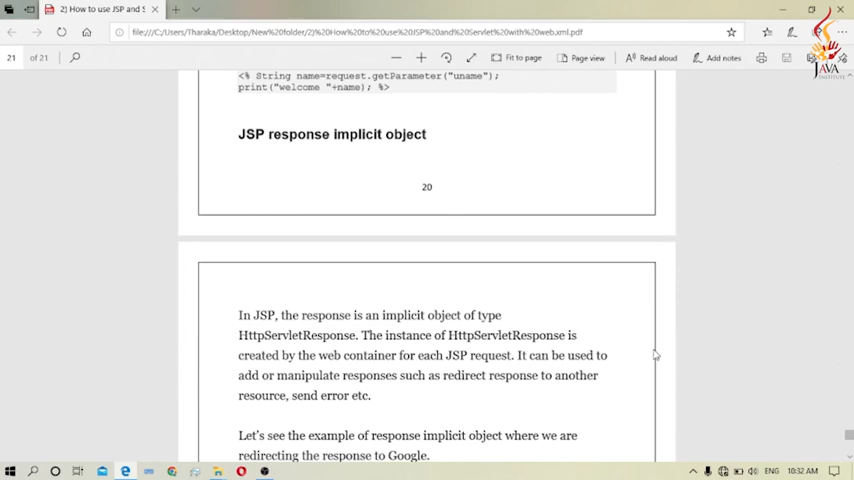 2) How to use JSP and S
file:///C:/Users/Tharaka/Desktop/New%20folder/2)%20How%20to%20use%20JSP%20and%20Servlet%20with%20web.xml.pdf
21 of 21
Fit to page
Page view
Read aloud
Add notes
JAVA
INSTITUTE
<% String name=request.getParameter("uname");
print("welcome "+name); %>
JSP response implicit object
20
In JSP, the response is an implicit object of type
HttpServletResponse. The instance of HttpServletResponse is
created by the web container for each JSP request. It can be used to
add or manipulate responses such as redirect response to another
resource, send error etc.
Let's see the example of response implicit object where we are
redirecting the response to Google.
ENG
10:32 AM